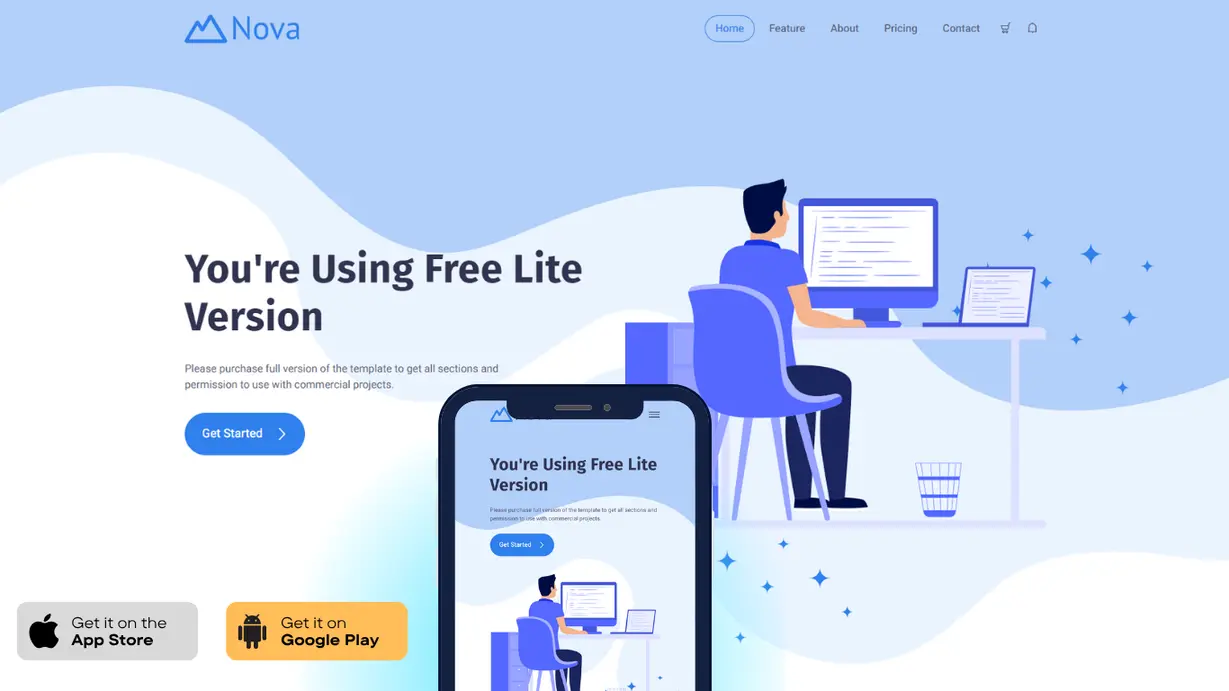 Nova
Home Feature About Pricing Contact
You're Using Free Lite
Version
Please purchase full version of the template to get all sections and
permission to use with commercial projects.
Get Started
You're Using Free Lite
Version
Please purchase full version of the template to get all sections and
permission to use with commercial projects
Get Started
Get it on the
App Store
Get it on
Google Play